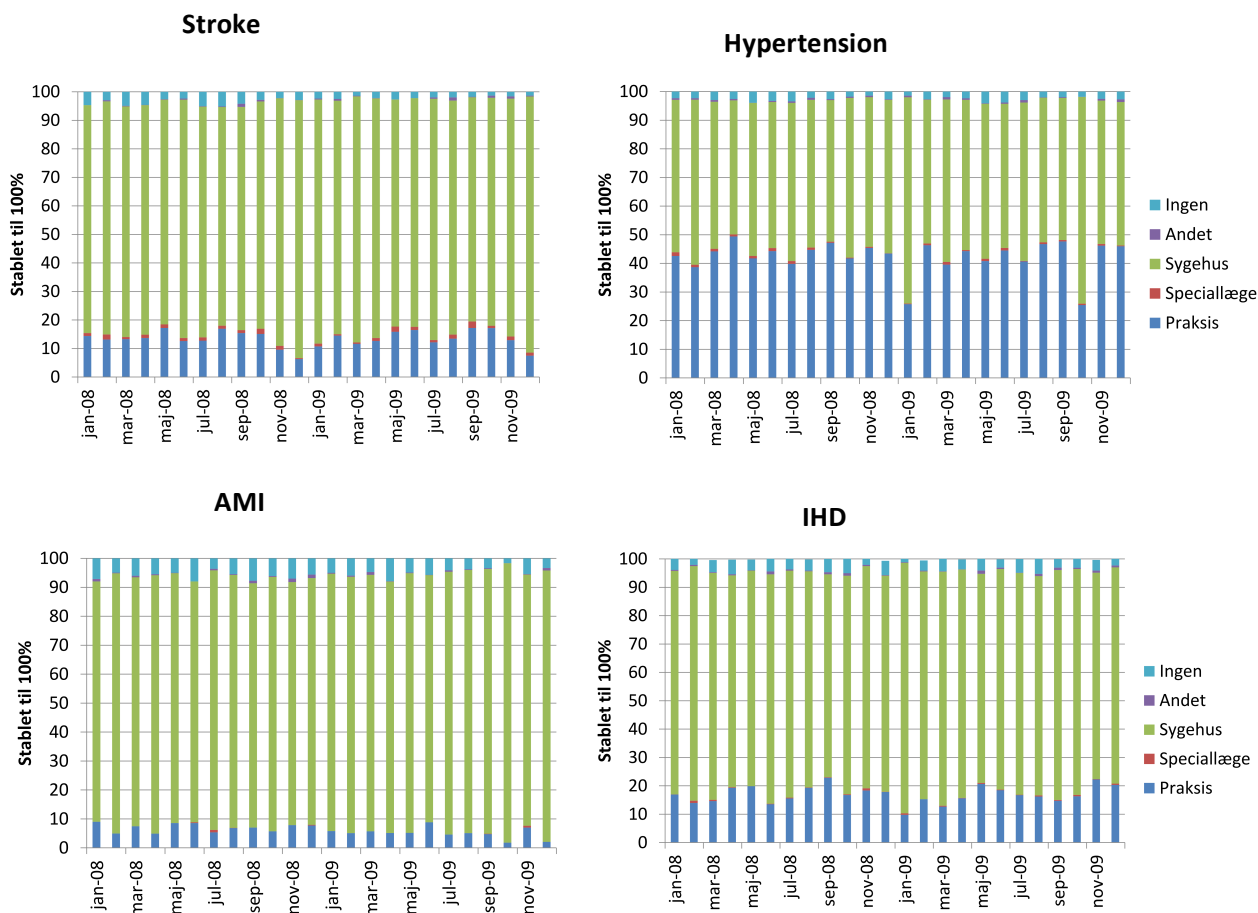 Stroke
Stablet til 100%
100
90
80
70
60
50
40
30
20
10
0
jan-08
mar-08
maj-08
jul-08
sep-08
nov-08
jan-09
mar-09
maj-09
jul-09
sep-09
nov-09
Hypertension
Stablet til 100%
100
90
80
70
60
50
40
30
20
10
0
jan-08
mar-08
maj-08
jul-08
sep-08
nov-08
jan-09
mar-09
maj-09
jul-09
sep-09
nov-09
Ingen
Andet
Sygehus
Speciallæge
Praksis
AMI
Stablet til 100%
100
90
80
70
60
50
40
30
20
10
0
jan-08
mar-08
maj-08
jul-08
sep-08
nov-08
jan-09
mar-09
maj-09
jul-09
sep-09
nov-09
IHD
Stablet til 100%
100
90
80
70
60
50
40
30
20
10
0
jan-08
mar-08
maj-08
jul-08
sep-08
nov-08
jan-09
mar-09
maj-09
jul-09
sep-09
nov-09
Ingen
Andet
Sygehus
Speciallæge
Praksis